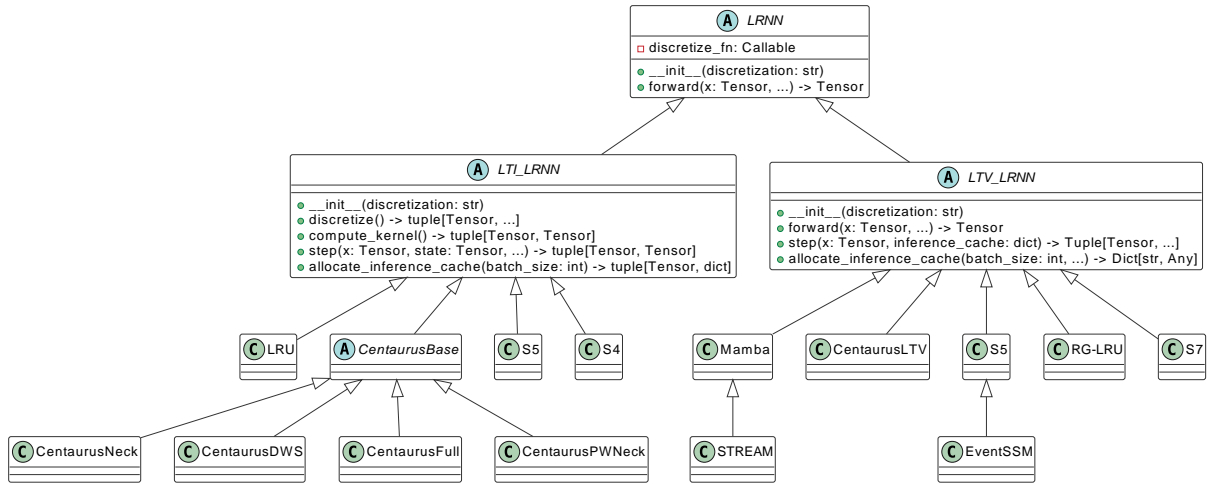 A LRNN
discretize_fn: Callable
__init__(discretization: str)
forward(x: Tensor, ...) -> Tensor
A LTI_LRNN
__init__(discretization: str)
discretize() -> tuple[Tensor, ...]
compute_kernel() -> tuple[Tensor, Tensor]
step(x: Tensor, state: Tensor, ...) -> tuple[Tensor, Tensor]
allocate_inference_cache(batch_size: int) -> tuple[Tensor, dict]
A LTV_LRNN
__init__(discretization: str)
forward(x: Tensor, ...) -> Tensor
step(x: Tensor, inference_cache: dict) -> Tuple[Tensor, ...]
allocate_inference_cache(batch_size: int, ...) -> Dict[str, Any]
C LRU
A CentaurusBase
C S5
C S4
C Mamba
C CentaurusLTV
C S5
C RG-LRU
C S7
C CentaurusNeck
C CentaurusDWS
C CentaurusFull
C CentaurusPWNeck
C STREAM
C EventSSM